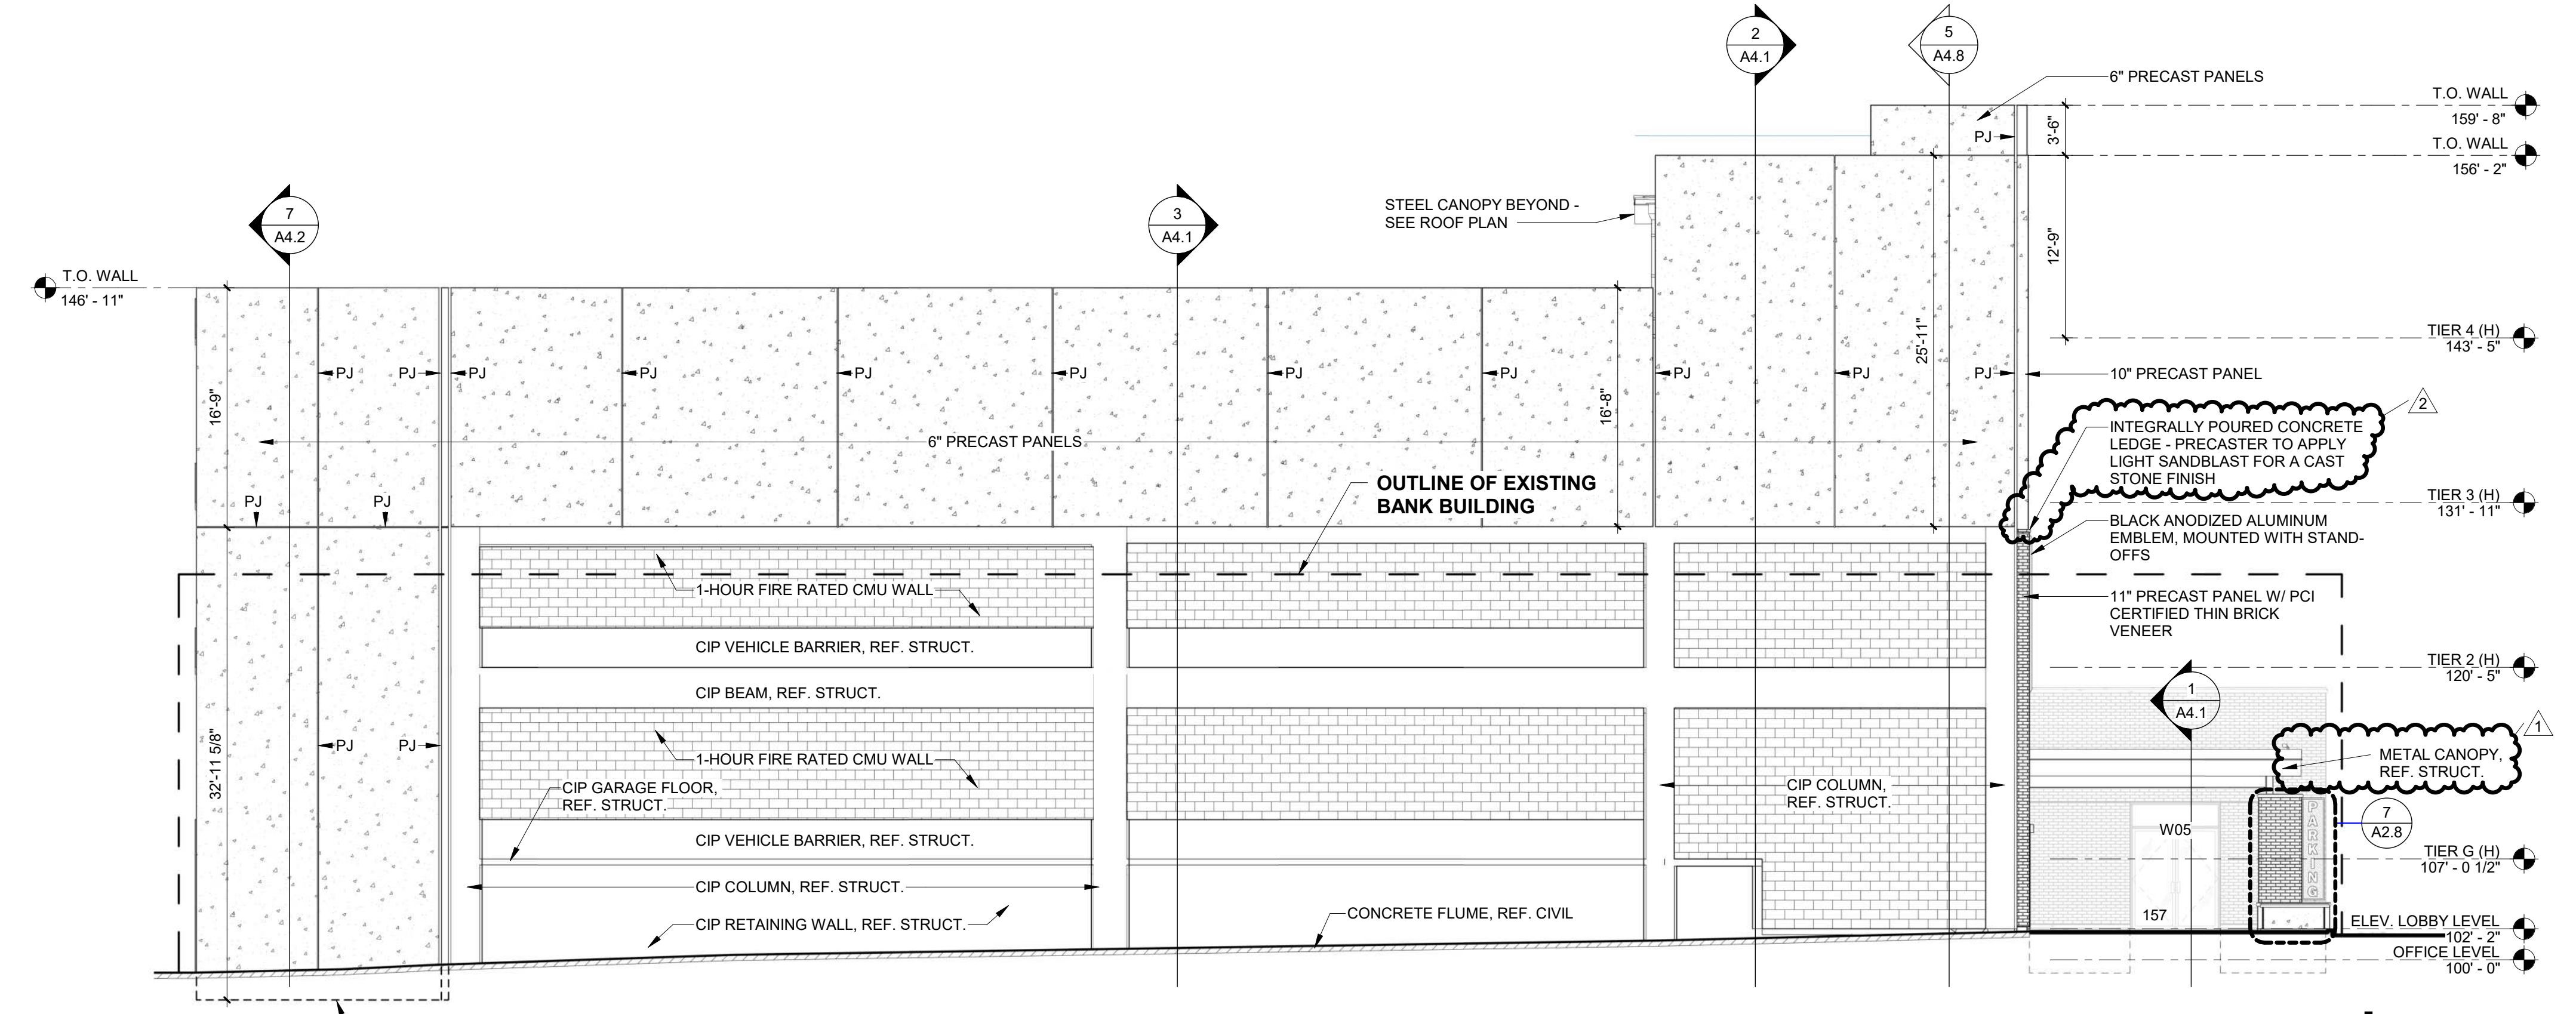 2
A4.1
5
A4.8
6" PRECAST PANELS
T.O. WALL
159' - 8"
PJ
3'-6"
T.O. WALL
156' - 2"
7
A4.2
3
A4.1
STEEL CANOPY BEYOND -
SEE ROOF PLAN
12'-9"
T.O. WALL
146' - 11"
TIER 4 (H)
143' - 5"
25'-11"
PJ
PJ
PJ
PJ
PJ
PJ
PJ
PJ
PJ
PJ
PJ
10" PRECAST PANEL
16'-9"
16'-8"
2
6" PRECAST PANELS
INTEGRALLY POURED CONCRETE
LEDGE - PRECASTER TO APPLY
LIGHT SANDBLAST FOR A CAST
STONE FINISH
OUTLINE OF EXISTING
BANK BUILDING
PJ
PJ
TIER 3 (H)
131' - 11"
BLACK ANODIZED ALUMINUM
EMBLEM, MOUNTED WITH STAND-
OFFS
1-HOUR FIRE RATED CMU WALL
11" PRECAST PANEL W/ PCI
CERTIFIED THIN BRICK
VENEER
CIP VEHICLE BARRIER, REF. STRUCT.
TIER 2 (H)
120' - 5"
CIP BEAM, REF. STRUCT.
1
A4.1
1
32'-11 5/8"
PJ
PJ
1-HOUR FIRE RATED CMU WALL
METAL CANOPY,
REF. STRUCT.
CIP GARAGE FLOOR,
REF. STRUCT.
CIP COLUMN,
REF. STRUCT.
PARKING
7
A2.8
W05
CIP VEHICLE BARRIER, REF. STRUCT.
TIER G (H)
107' - 0 1/2"
CIP COLUMN, REF. STRUCT.
CONCRETE FLUME, REF. CIVIL
157
CIP RETAINING WALL, REF. STRUCT.
ELEV. LOBBY LEVEL
102' - 2"
OFFICE LEVEL
100' - 0"